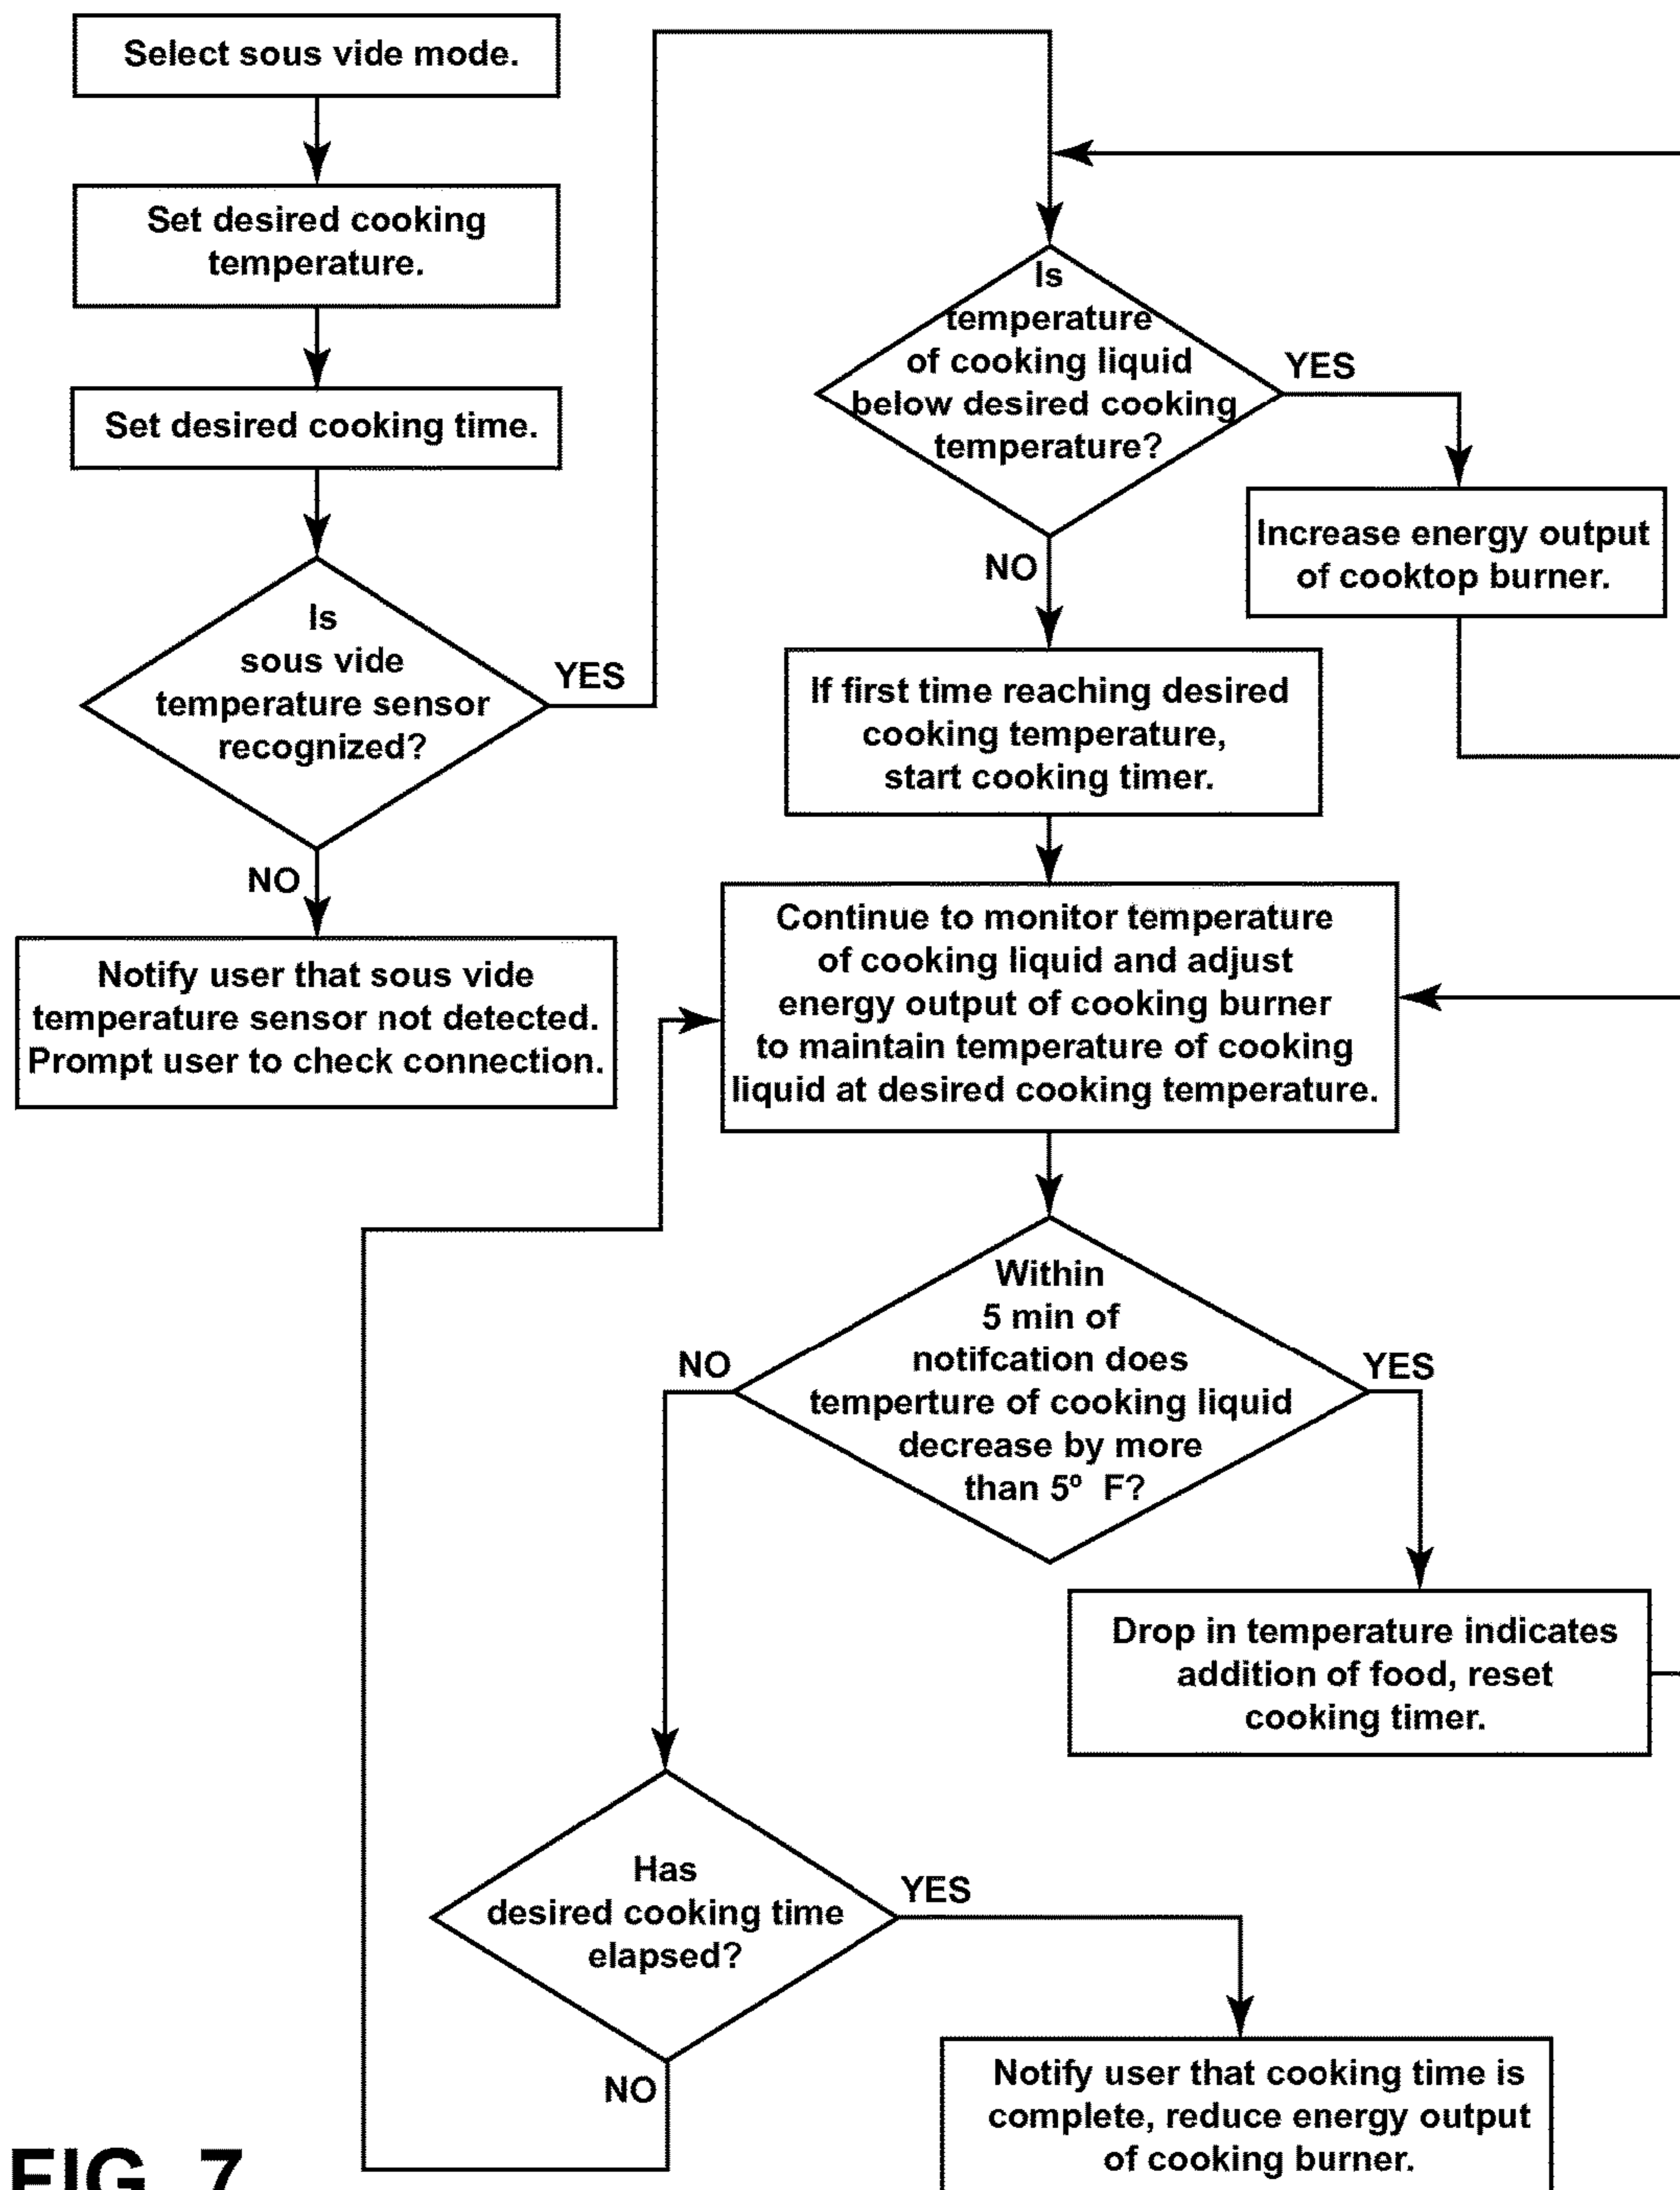 Select sous vide mode.
Set desired cooking
temperature.
Set desired cooking time.
Is
sous vide
temperature sensor
recognized?
YES
NO
Notify user that sous vide
temperature sensor not detected.
Prompt user to check connection.
Is
temperature
of cooking liquid
below desired cooking
temperature?
YES
Increase energy output
of cooktop burner.
NO
If first time reaching desired
cooking temperature,
start cooking timer.
Continue to monitor temperature
of cooking liquid and adjust
energy output of cooking burner
to maintain temperature of cooking
liquid at desired cooking temperature.
Within
5 min of
notifcation does
temperture of cooking liquid
decrease by more
than 5º F?
NO
YES
Drop in temperature indicates
addition of food, reset
cooking timer.
Has
desired cooking time
elapsed?
YES
NO
Notify user that cooking time is
complete, reduce energy output
of cooking burner.
FIG. 7